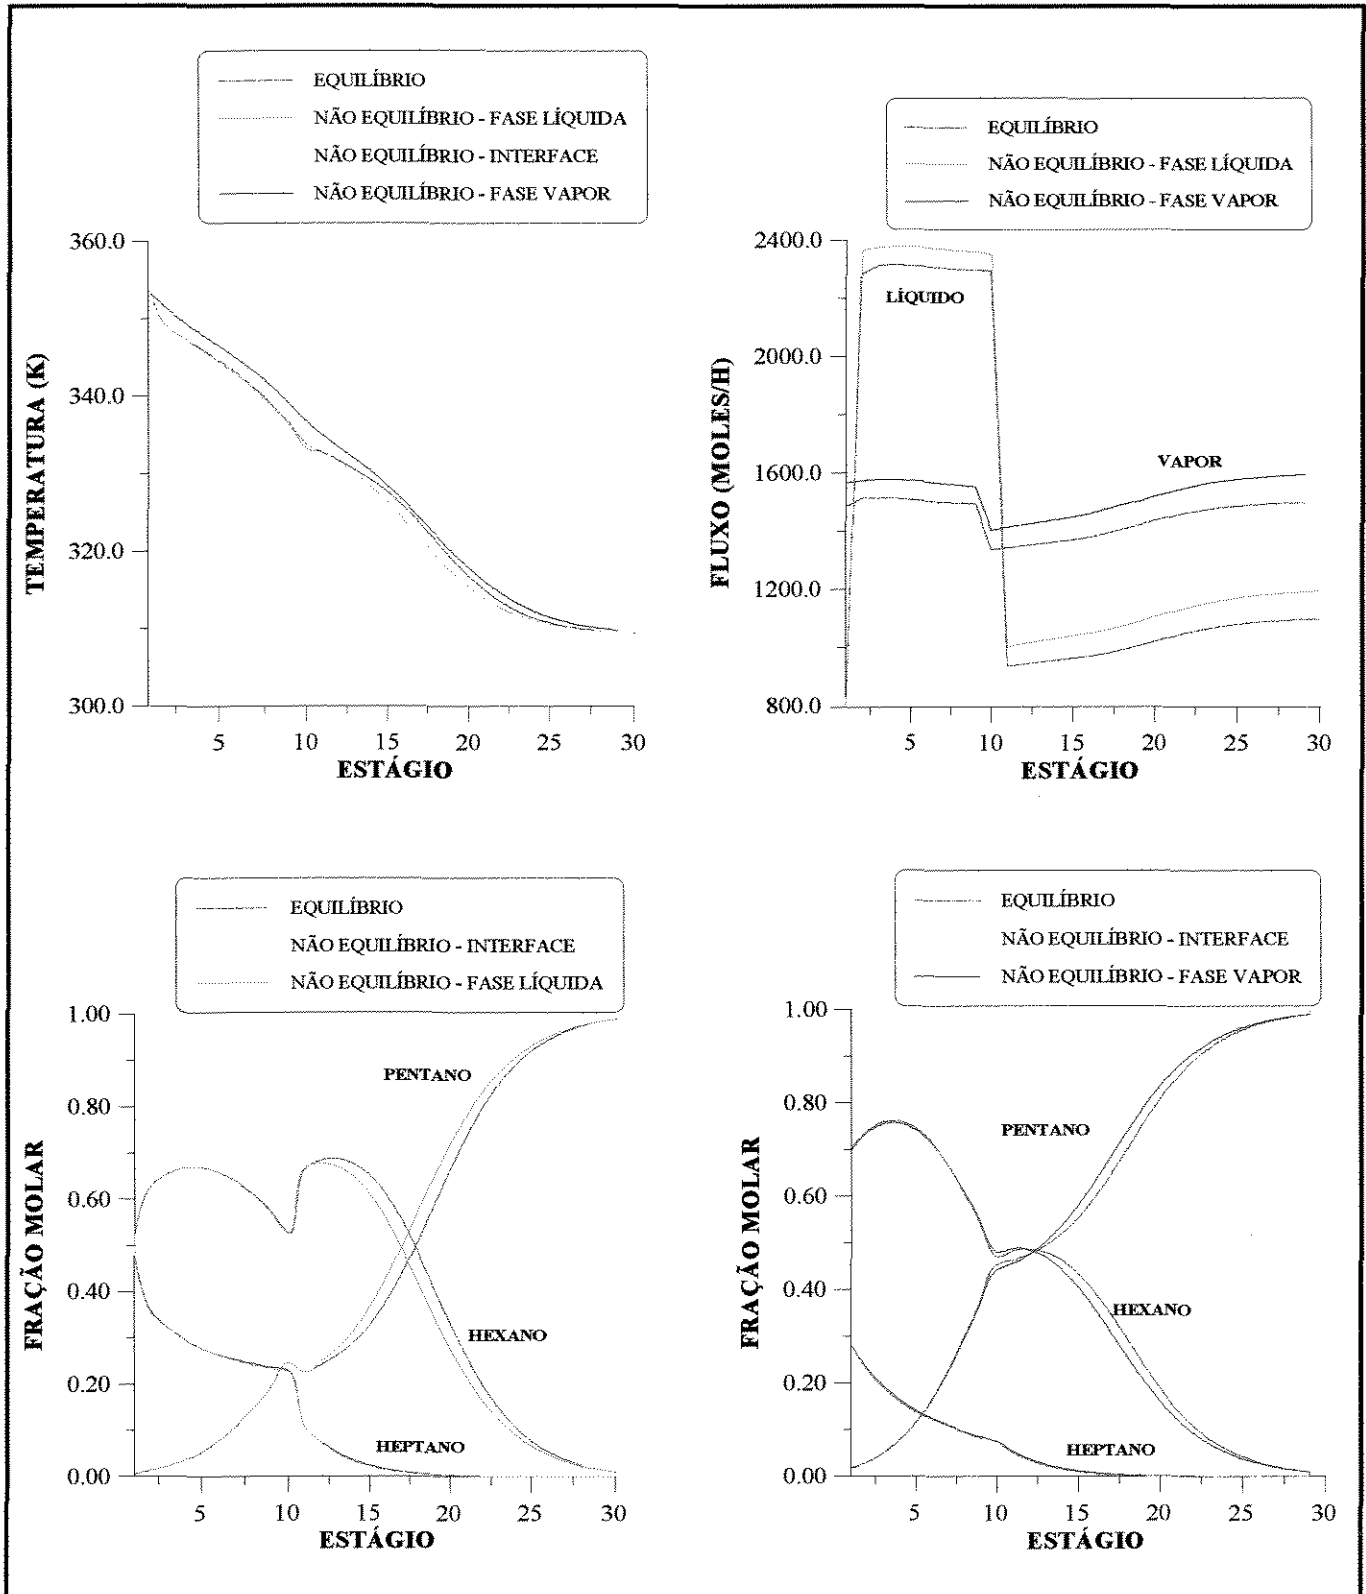 EQUILÍBRIO
NÃO EQUILÍBRIO - FASE LÍQUIDA
NÃO EQUILÍBRIO - INTERFACE
NÃO EQUILÍBRIO - FASE VAPOR
360.0
340.0
320.0
300.0
TEMPERATURA (K)
5 10 15 20 25 30
ESTÁGIO
EQUILÍBRIO
NÃO EQUILÍBRIO - FASE LÍQUIDA
NÃO EQUILÍBRIO - FASE VAPOR
2400.0
2000.0
1600.0
1200.0
800.0
FLUXO (MOLES/H)
LÍQUIDO
VAPOR
5 10 15 20 25 30
ESTÁGIO
EQUILÍBRIO
NÃO EQUILÍBRIO - INTERFACE
NÃO EQUILÍBRIO - FASE LÍQUIDA
1.00
0.80
0.60
0.40
0.20
0.00
FRAÇÃO MOLAR
PENTANO
HEXANO
HEPTANO
5 10 15 20 25 30
ESTÁGIO
EQUILÍBRIO
NÃO EQUILÍBRIO - INTERFACE
NÃO EQUILÍBRIO - FASE VAPOR
1.00
0.80
0.60
0.40
0.20
0.00
FRAÇÃO MOLAR
PENTANO
HEXANO
HEPTANO
5 10 15 20 25 30
ESTÁGIO